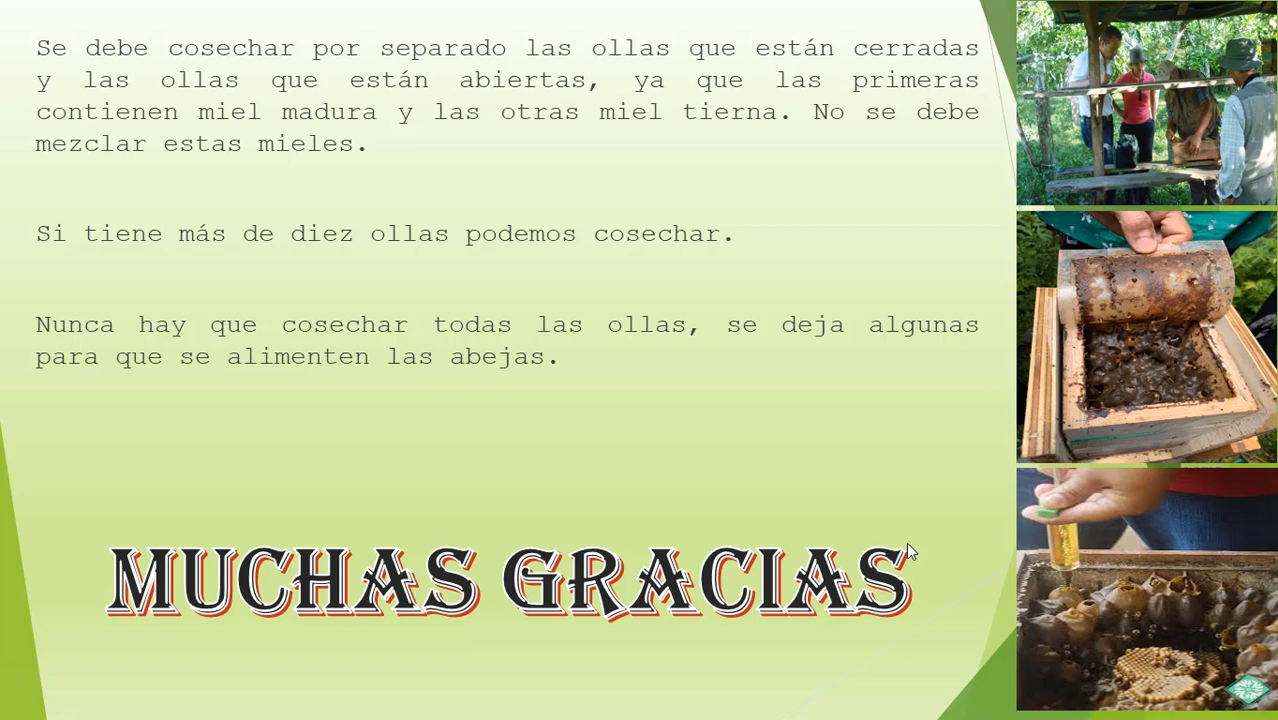 Se debe cosechar por separado las ollas que están cerradas
y las ollas que están abiertas, ya que las primeras
contienen miel madura y las otras miel tierna. No se debe
mezclar estas mieles.
Si tiene más de diez ollas podemos cosechar.
Nunca hay que cosechar todas las ollas, se deja algunas
para que se alimenten las abejas.
MUCHAS GRACIAS